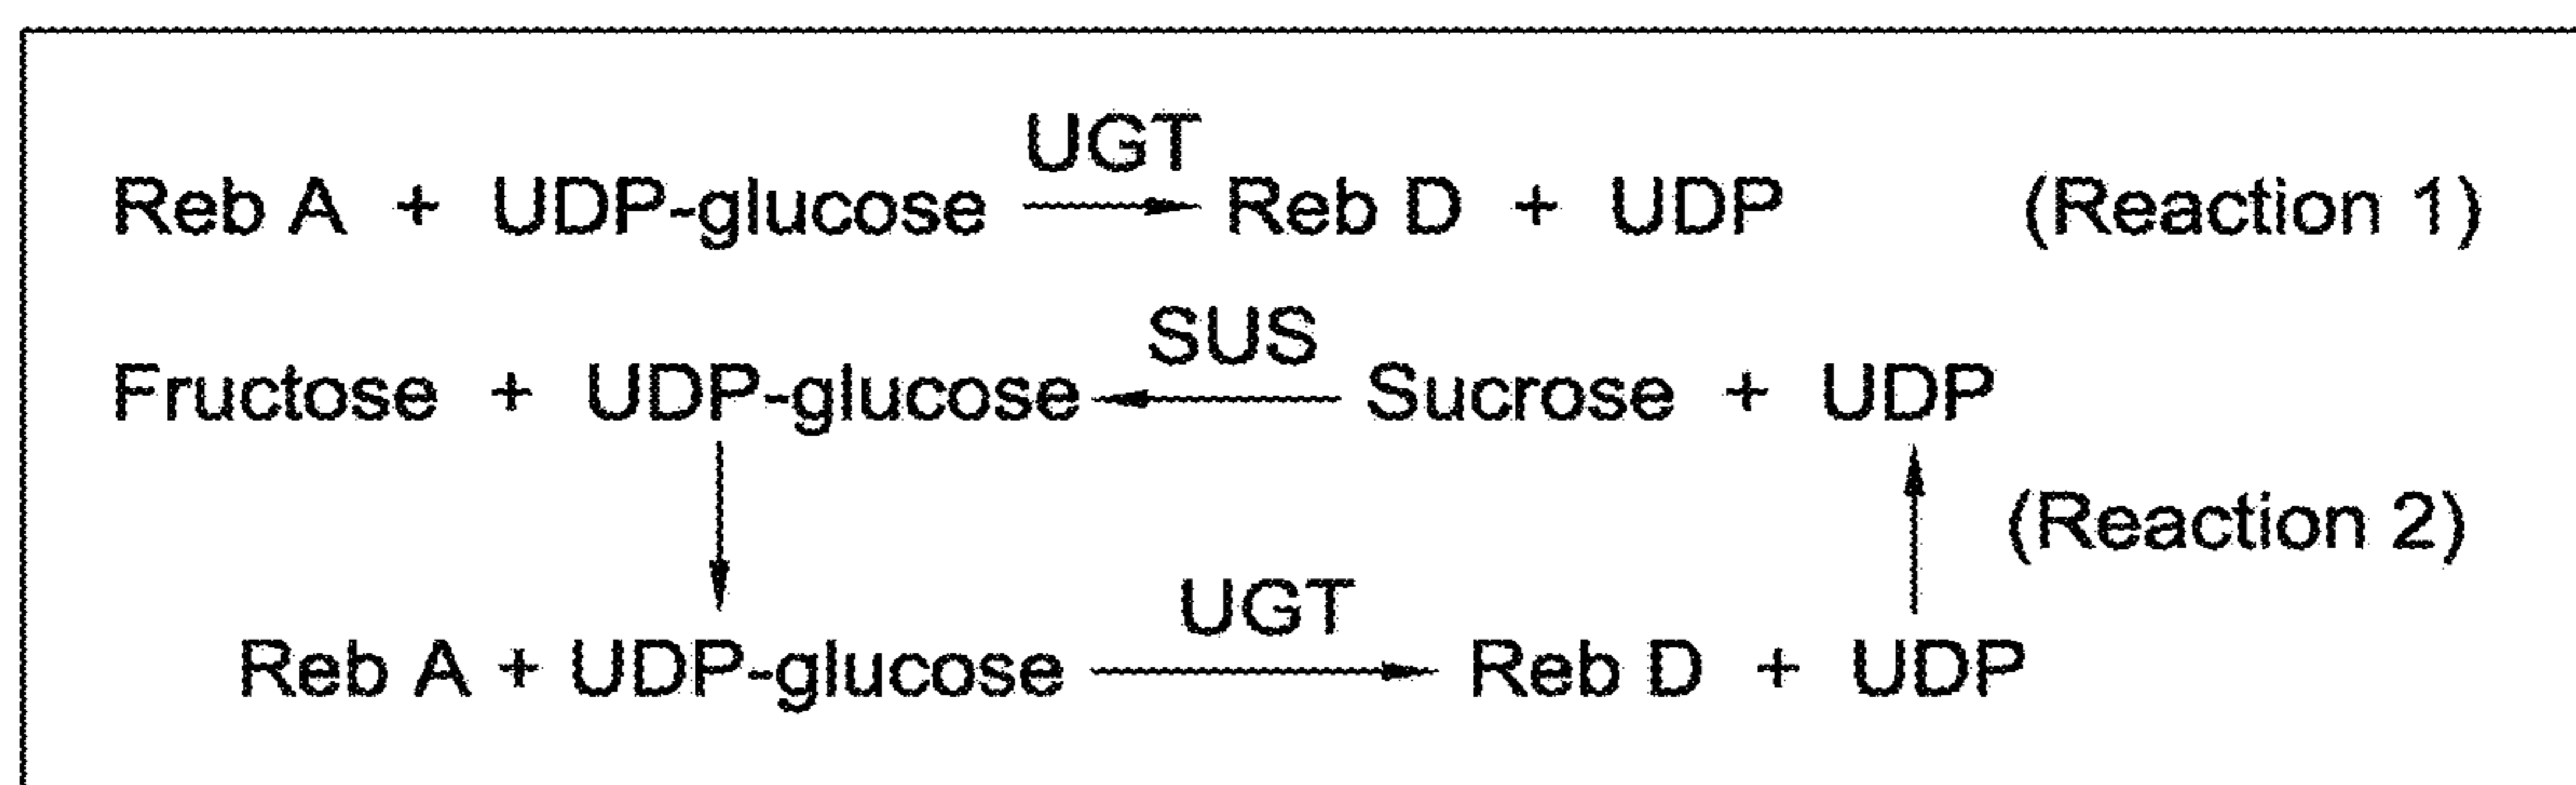 UGT
Reb A + UDP-glucose → Reb D + UDP (Reaction 1)
SUS
Fructose + UDP-glucose ← Sucrose + UDP
(Reaction 2)
UGT
Reb A + UDP-glucose → Reb D + UDP